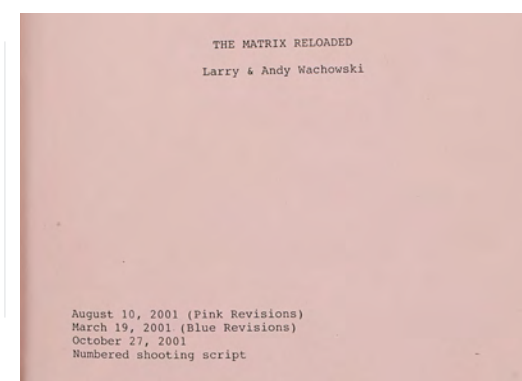 THE MATRIX RELOADED
Larry & Andy Wachowski
August 10, 2001 (Pink Revisions)
March 19, 2001 (Blue Revisions)
October 27, 2001
Numbered shooting script